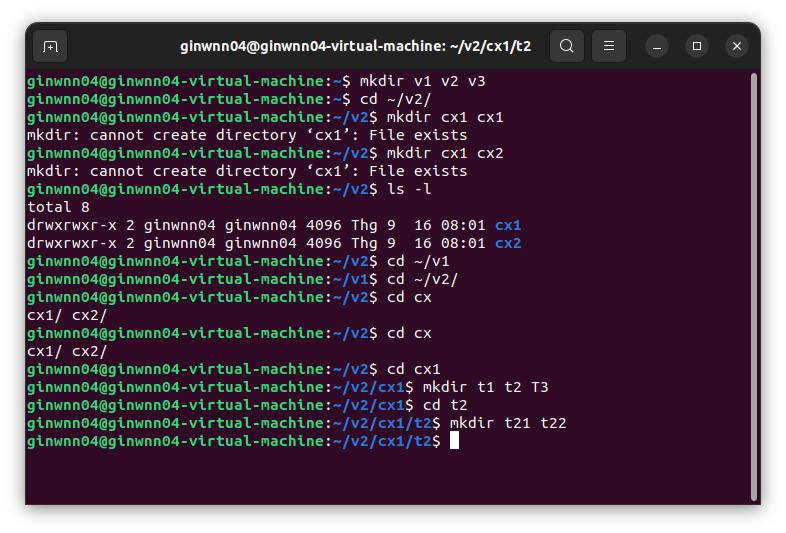 ginwnn04@ginwnn04-virtual-machine: ~/v2/cx1/t2
ginwnn04@ginwnn04-virtual-machine:~$ mkdir v1 v2 v3
ginwnn04@ginwnn04-virtual-machine:~$ cd ~/v2/
ginwnn04@ginwnn04-virtual-machine:~/v2$ mkdir cx1 cx1
mkdir: cannot create directory ‘cx1’: File exists
ginwnn04@ginwnn04-virtual-machine:~/v2$ mkdir cx1 cx2
mkdir: cannot create directory ‘cx1’: File exists
ginwnn04@ginwnn04-virtual-machine:~/v2$ ls -l
total 8
drwxrwxr-x 2 ginwnn04 ginwnn04 4096 Thg 9  16 08:01 cx1
drwxrwxr-x 2 ginwnn04 ginwnn04 4096 Thg 9  16 08:01 cx2
ginwnn04@ginwnn04-virtual-machine:~/v2$ cd ~/v1
ginwnn04@ginwnn04-virtual-machine:~/v1$ cd ~/v2/
ginwnn04@ginwnn04-virtual-machine:~/v2$ cd cx
cx1/ cx2/
ginwnn04@ginwnn04-virtual-machine:~/v2$ cd cx
cx1/ cx2/
ginwnn04@ginwnn04-virtual-machine:~/v2$ cd cx1
ginwnn04@ginwnn04-virtual-machine:~/v2/cx1$ mkdir t1 t2 T3
ginwnn04@ginwnn04-virtual-machine:~/v2/cx1$ cd t2
ginwnn04@ginwnn04-virtual-machine:~/v2/cx1/t2$ mkdir t21 t22
ginwnn04@ginwnn04-virtual-machine:~/v2/cx1/t2$